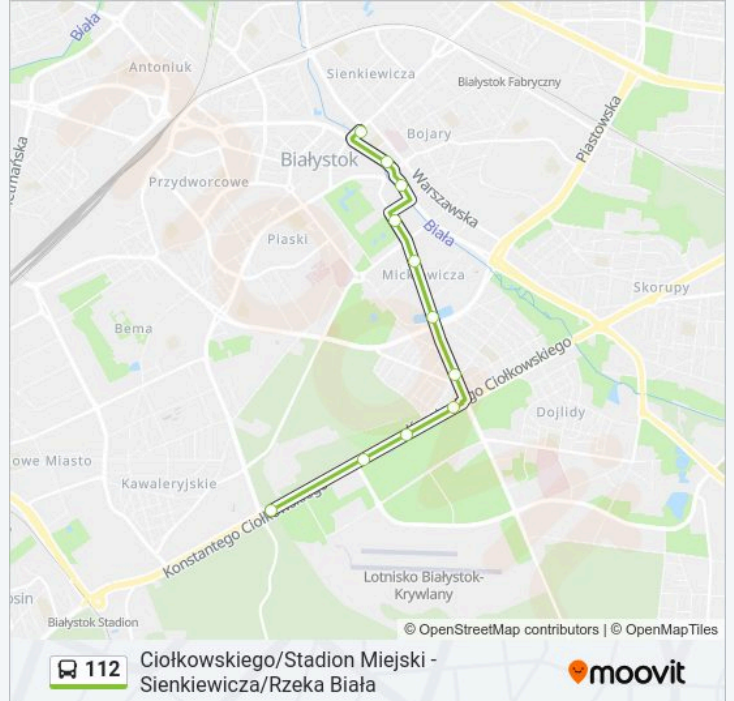 Biała
Antoniuk
Sienkiewicza
Białystok Fabryczny
Piastowska
Bojary
Białystok
Przydworcowe
Warszawska
Biała
Piaski
Mickiewicza
Skorupy
Bema
Konstantego Ciołkowskiego
Dojlidy
owe Miasto
Kawaleryjskie
Konstantego Ciołkowskiego
Lotnisko Białystok-
Krywlany
osin
Białystok Stadion
© OpenStreetMap contributors | © OpenMapTiles
112
Ciołkowskiego/Stadion Miejski -
Sienkiewicza/Rzeka Biała
moovit